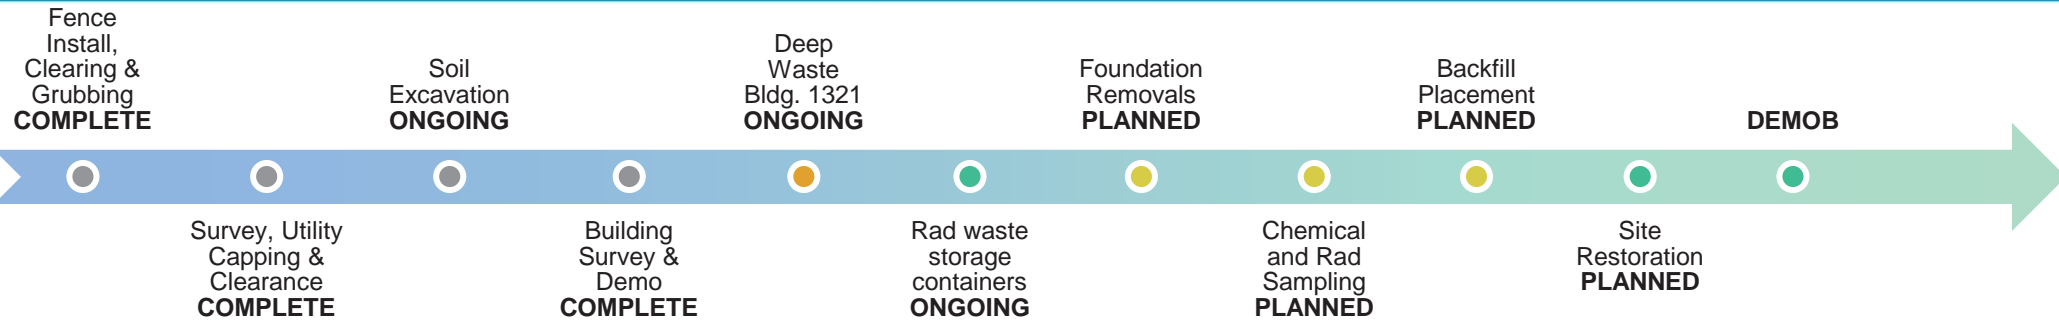 Fence
Install,
Clearing &
Grubbing
COMPLETE
Survey, Utility
Capping &
Clearance
COMPLETE
Soil
Excavation
ONGOING
Building
Survey &
Demo
COMPLETE
Deep
Waste
Bldg. 1321
ONGOING
Rad waste
storage
containers
ONGOING
Foundation
Removals
PLANNED
Chemical
and Rad
Sampling
PLANNED
Backfill
Placement
PLANNED
Site
Restoration
PLANNED
DEMOB